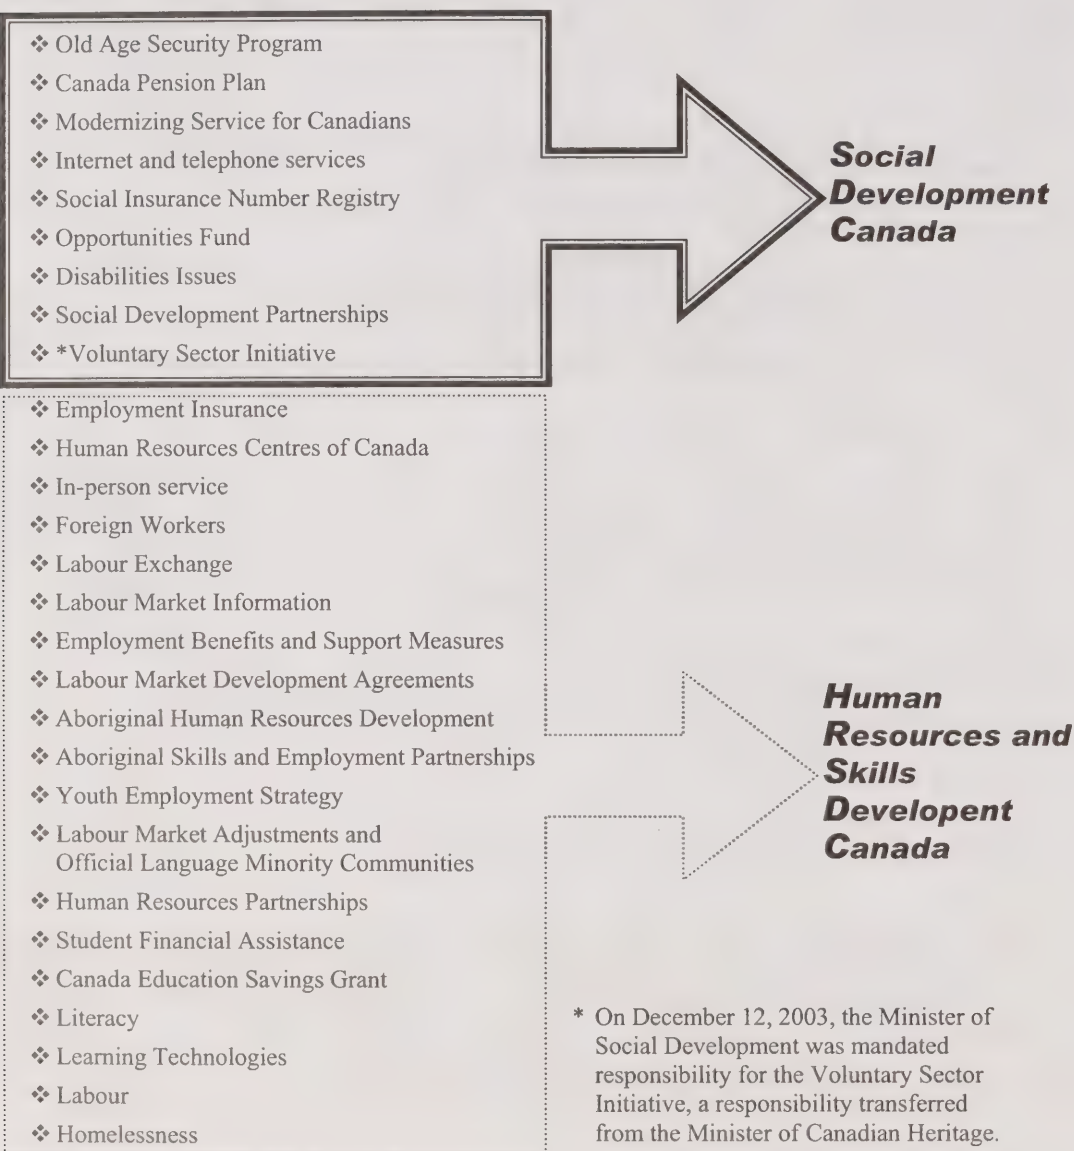 ❖ Old Age Security Program
❖ Canada Pension Plan
❖ Modernizing Service for Canadians
❖ Internet and telephone services
❖ Social Insurance Number Registry
❖ Opportunities Fund
❖ Disabilities Issues
❖ Social Development Partnerships
❖ *Voluntary Sector Initiative
Social
Development
Canada
❖ Employment Insurance
❖ Human Resources Centres of Canada
❖ In-person service
❖ Foreign Workers
❖ Labour Exchange
❖ Labour Market Information
❖ Employment Benefits and Support Measures
❖ Labour Market Development Agreements
❖ Aboriginal Human Resources Development
❖ Aboriginal Skills and Employment Partnerships
❖ Youth Employment Strategy
❖ Labour Market Adjustments and
Official Language Minority Communities
❖ Human Resources Partnerships
❖ Student Financial Assistance
❖ Canada Education Savings Grant
❖ Literacy
❖ Learning Technologies
❖ Labour
❖ Homelessness
Human
Resources and
Skills
Developent
Canada
* On December 12, 2003, the Minister of
Social Development was mandated
responsibility for the Voluntary Sector
Initiative, a responsibility transferred
from the Minister of Canadian Heritage.